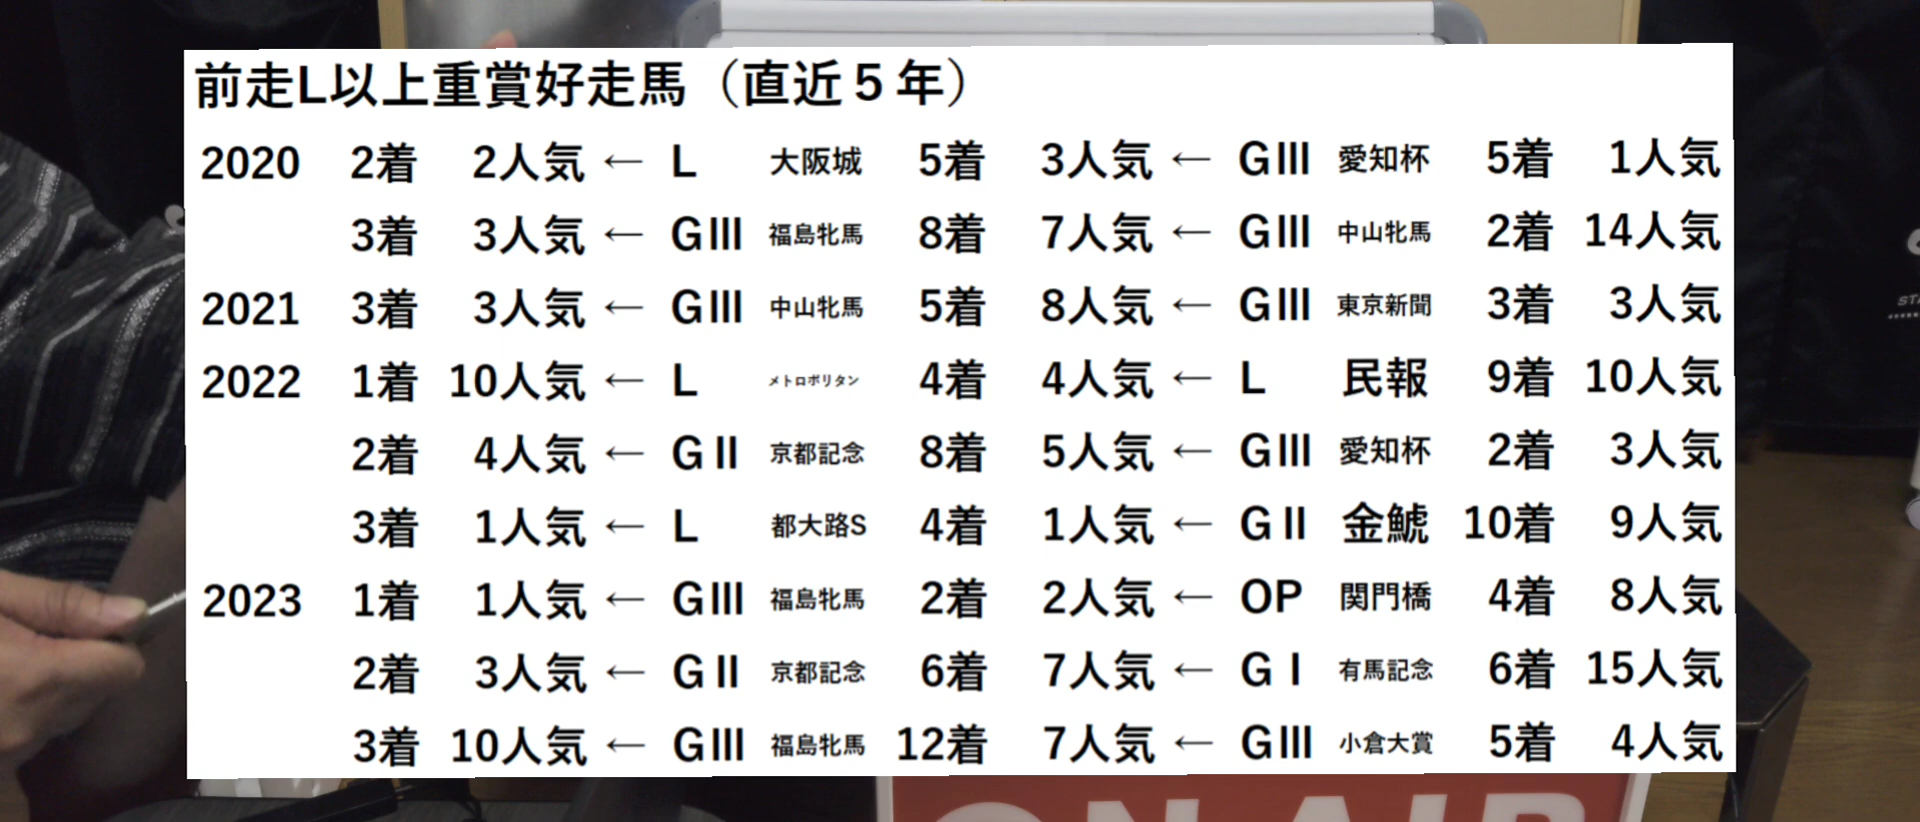 前走L以上重賞好走馬（直近５年）
2020 2着 2人気 ← L 大阪城 5着 3人気 ← GⅢ 愛知杯 5着 1人気
3着 3人気 ← GⅢ 福島牝馬 8着 7人気 ← GⅢ 中山牝馬 2着 14人気
2021 3着 3人気 ← GⅢ 中山牝馬 5着 8人気 ← GⅢ 東京新聞 3着 3人気
2022 1着 10人気 ← L メトロポリタン 4着 4人気 ← L 民報 9着 10人気
2着 4人気 ← GⅡ 京都記念 8着 5人気 ← GⅢ 愛知杯 2着 3人気
3着 1人気 ← L 都大路S 4着 1人気 ← GⅡ 金鯱 10着 9人気
2023 1着 1人気 ← GⅢ 福島牝馬 2着 2人気 ← OP 関門橋 4着 8人気
2着 3人気 ← GⅡ 京都記念 6着 7人気 ← GⅠ 有馬記念 6着 15人気
3着 10人気 ← GⅢ 福島牝馬 12着 7人気 ← GⅢ 小倉大賞 5着 4人気
ON AIR